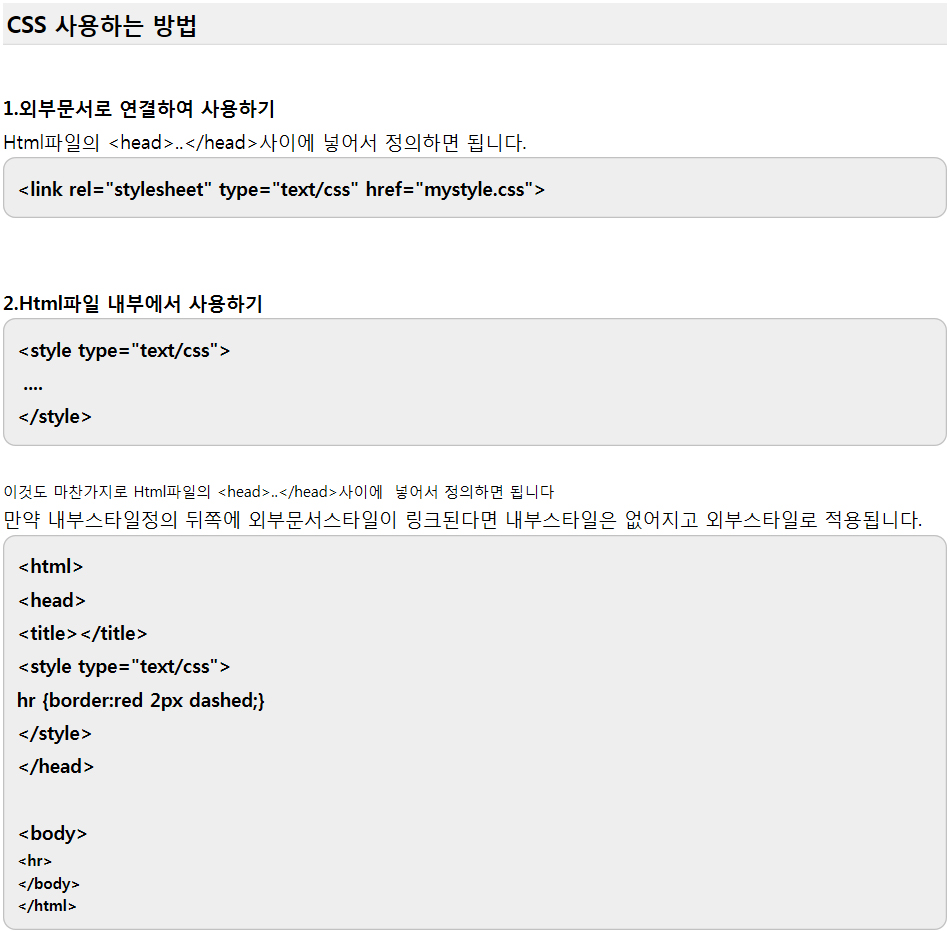 CSS 사용하는 방법
1.외부문서로 연결하여 사용하기
Html파일의 <head>..</head>사이에 넣어서 정의하면 됩니다.
<link rel="stylesheet" type="text/css" href="mystyle.css">
2.Html파일 내부에서 사용하기
<style type="text/css">
....
</style>
이것도 마찬가지로 Html파일의 <head>..</head>사이에  넣어서 정의하면 됩니다
만약 내부스타일정의 뒤쪽에 외부문서스타일이 링크된다면 내부스타일은 없어지고 외부스타일로 적용됩니다.
<html>
<head>
<title></title>
<style type="text/css">
hr {border:red 2px dashed;}
</style>
</head>
<body>
<hr>
</body>
</html>